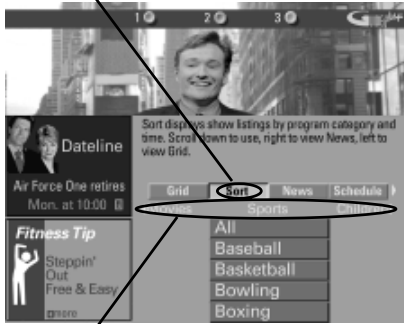 1 2 3
Sort displays show listings by program category and
time. Scroll down to use, right to view News, left to
view Grid.
Dateline
Air Force One retires
Mon. at 10:00
Grid Sort News Schedule
Movies Sports Children
Fitness Tip
Steppin'
Out
Free & Easy
more
All
Baseball
Basketball
Bowling
Boxing